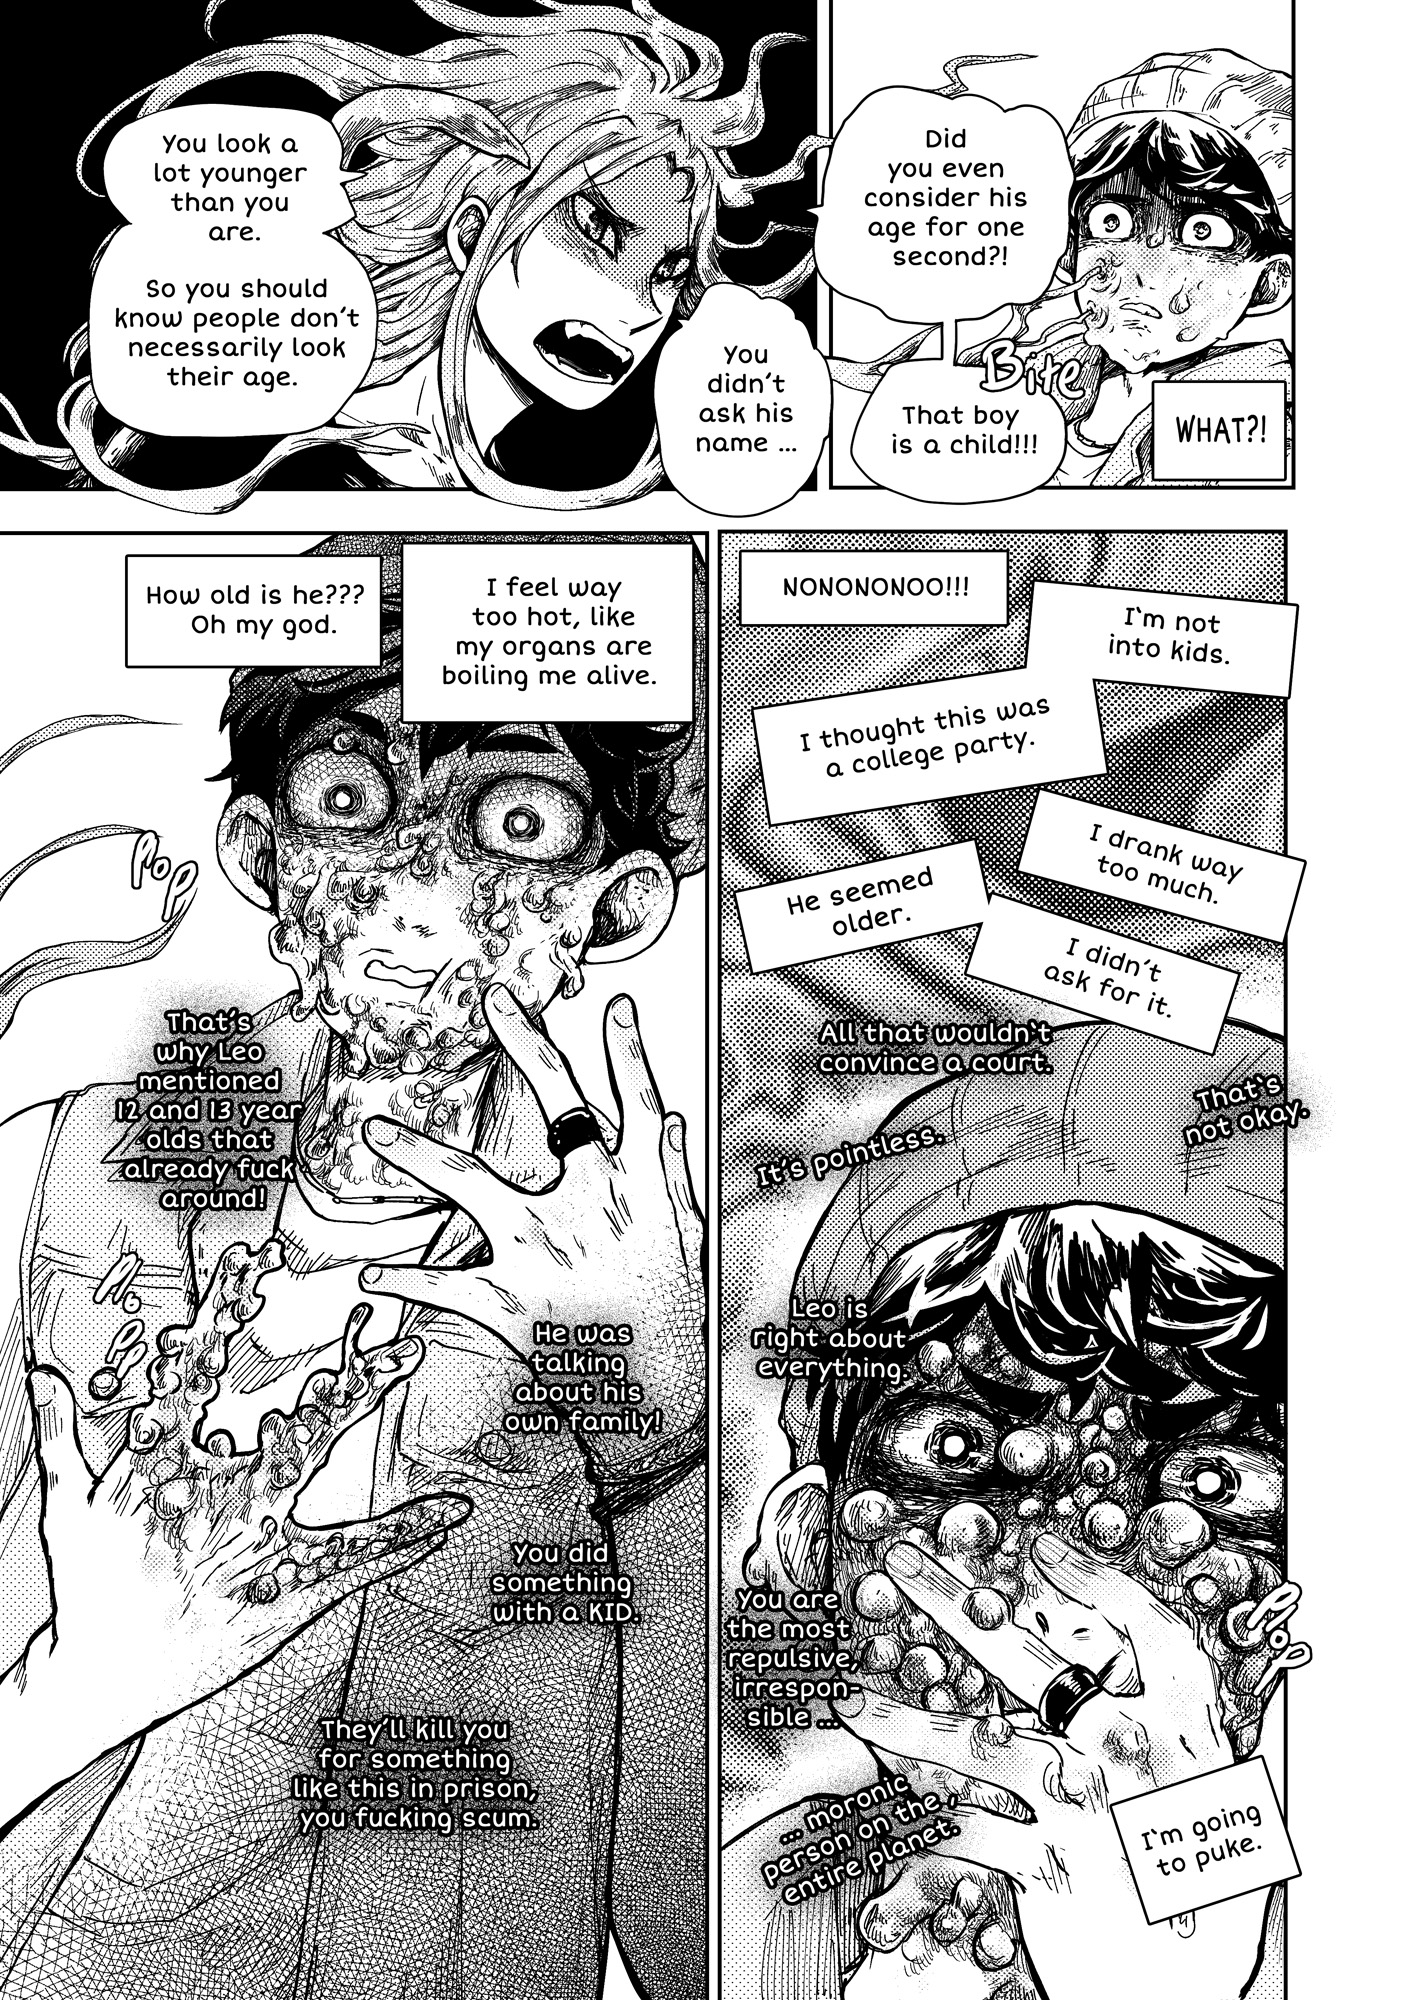 You look a
lot younger
than you
are.
So you should
know people don't
necessarily look
their age.
You
didn't
ask his
name ...
Did
you even
consider his
age for one
second?!
That boy
is a child!!!
Bite
WHAT?!
How old is he???
Oh my god.
I feel way
too hot, like
my organs are
boiling me alive.
PloP
That's
why Leo
mentioned
12 and 13 year
olds that
already fuck
around!
Plo
PP
He was
talking
about his
own family!
You did
something
with a KID.
They'll kill you
for something
like this in prison,
you fucking scum.
NONONONOO!!!
I'm not
into kids.
I thought this was
a college party.
I drank way
too much.
He seemed
older.
I didn't
ask for it.
All that wouldn't
convince a court.
That's
not okay.
It's pointless.
Leo is
right about
everything.
You are
the most
repulsive,
irrespon-
sible ...
PloP
... moronic
person on the
entire planet.
I'm going
to puke.